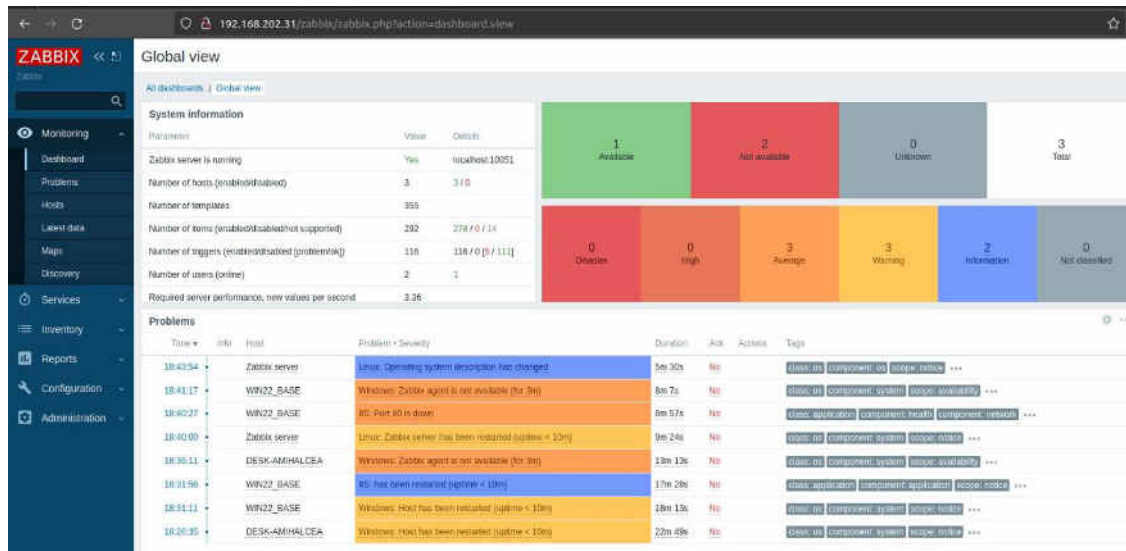 192.168.202.31/zabbix/zabbix.php?action=dashboard.view
ZABBIX
Zabbix
Global view
All dashboards / Global view
Monitoring
Dashboard
Problems
Hosts
Latest data
Maps
Discovery
Services
Inventory
Reports
Configuration
Administration
System information
Parameter Value Details
Zabbix server is running Yes localhost:10051
Number of hosts (enabled/disabled) 3 3 / 0
Number of templates 355
Number of items (enabled/disabled/not supported) 292 278 / 0 / 14
Number of triggers (enabled/disabled [problem/ok]) 116 116 / 0 [5 / 111]
Number of users (online) 2 1
Required server performance, new values per second 3.36
1 Available
2 Not available
0 Unknown
3 Total
0 Disaster
0 High
3 Average
3 Warning
2 Information
0 Not classified
Problems
Time Info Host Problem • Severity Duration Ack Actions Tags
18:43:54 Zabbix server Linux: Operating system description has changed 5m 30s No class: os component: os scope: notice
18:41:17 WIN22_BASE Windows: Zabbix agent is not available (for 3m) 8m 7s No class: os component: system scope: availability
18:40:27 WIN22_BASE IIS: Port 80 is down 8m 57s No class: application component: health component: network
18:40:00 Zabbix server Linux: Zabbix server has been restarted (uptime < 10m) 9m 24s No class: os component: system scope: notice
DESK-AMIHALCEA Windows: Zabbix agent is not available (for 3m) 13m 13s No class: os component: system scope: availability
18:31:56 WIN22_BASE IIS: has been restarted (uptime < 10m) 17m 28s No class: application component: application scope: notice
18:31:11 WIN22_BASE Windows: Host has been restarted (uptime < 10m) 18m 13s No class: os component: system scope: notice
18:26:35 DESK-AMIHALCEA Windows: Host has been restarted (uptime < 10m) 22m 49s No class: os component: system scope: notice